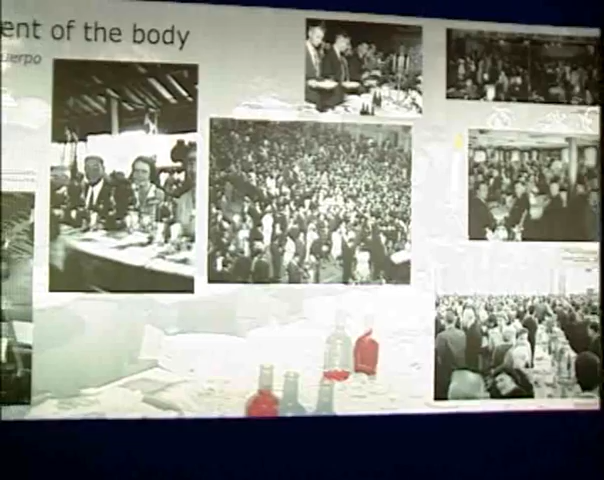 ent of the body
uerpo